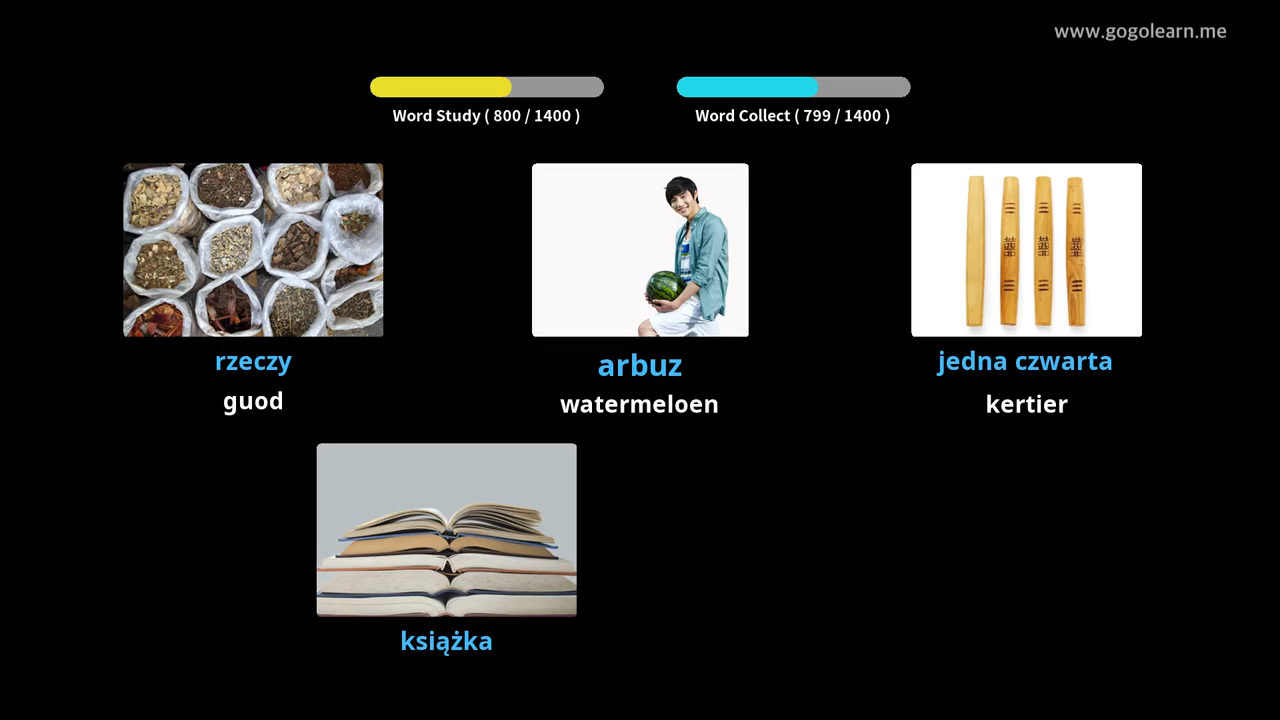 www.gogolearn.me
Word Study ( 800 / 1400 )
Word Collect ( 799 / 1400 )
rzeczy
guod
arbuz
watermeloen
jedna czwarta
kertier
książka